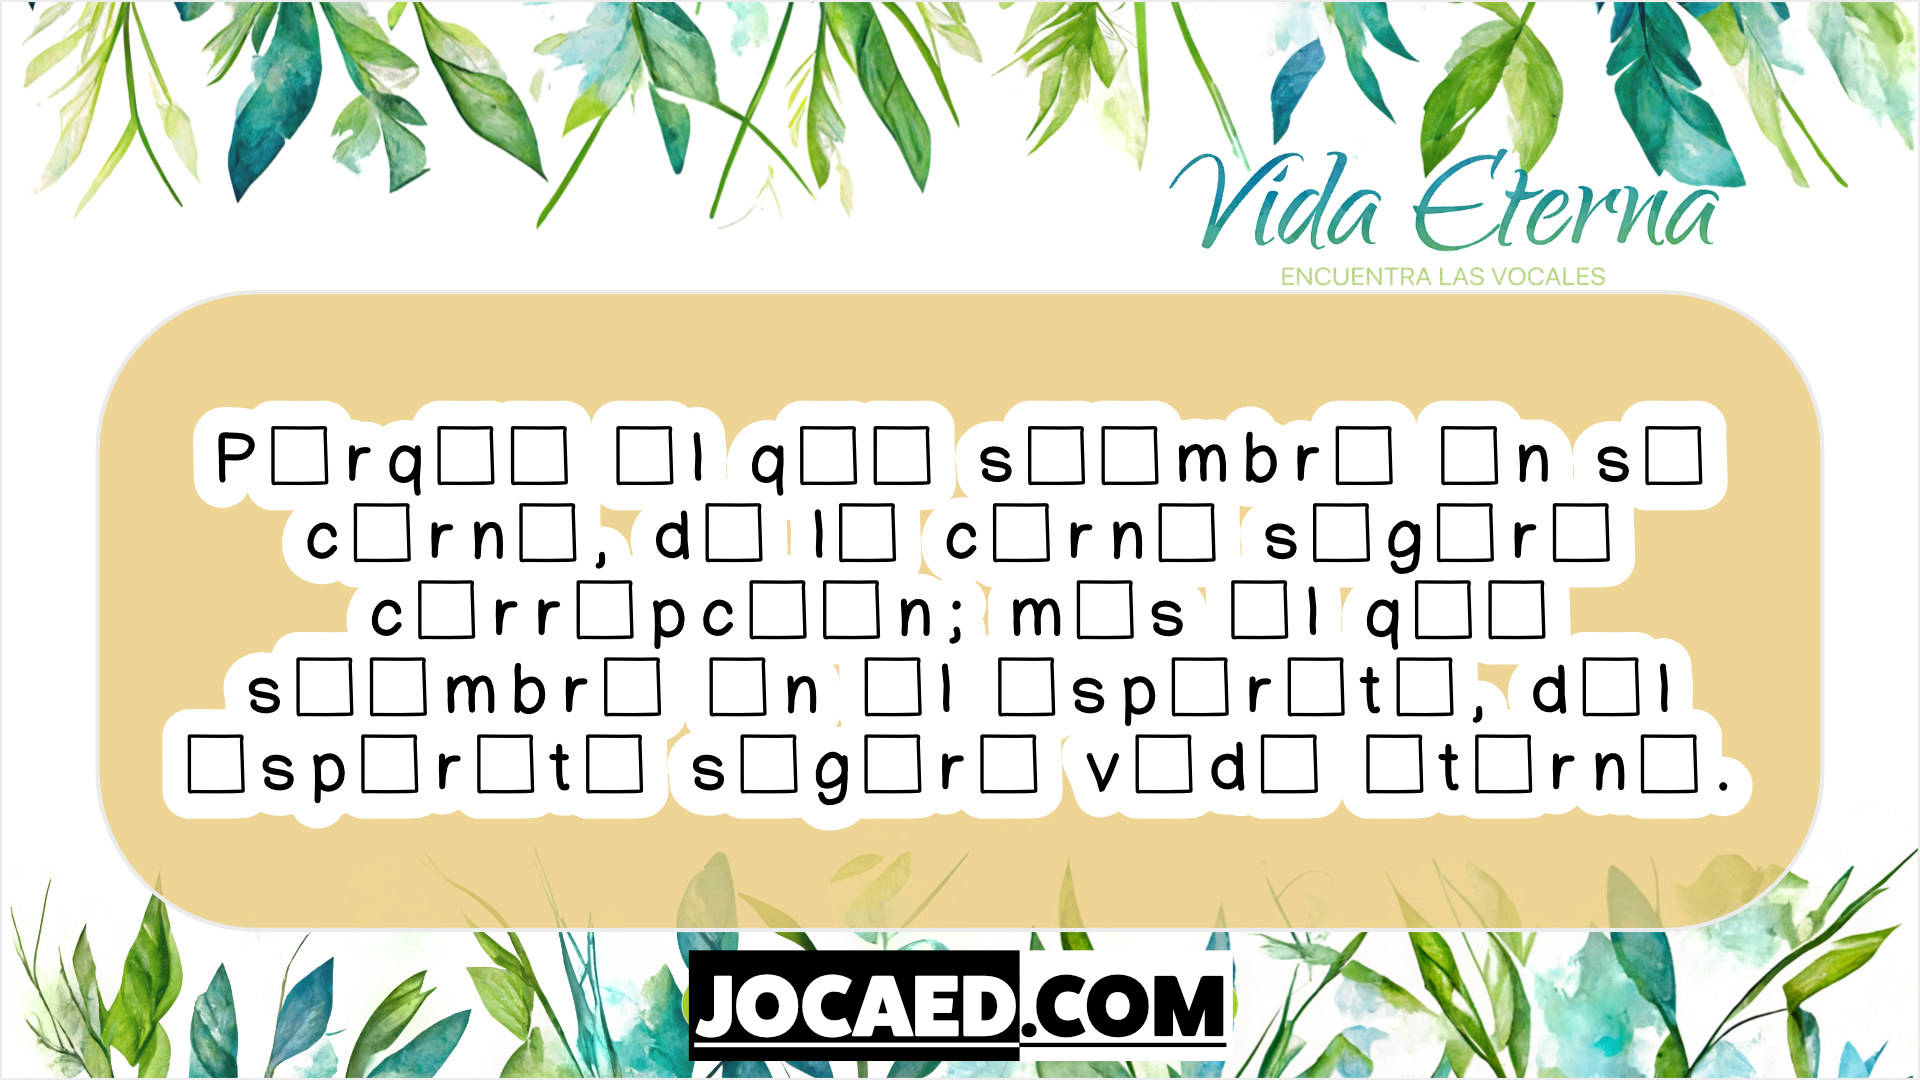 Vida Eterna
ENCUENTRA LAS VOCALES
P□rq□□ □l q□□ s□□mbr□ □n s□
c□rn□, d□ l□ c□rn□ s□g□r□
c□rr□pc□□n; m□s □l q□□
s□□mbr□ □n □l □sp□r□t□, d□l
□sp□r□t□ s□g□r□ v□d□ □t□rn□.
JOCAED.COM